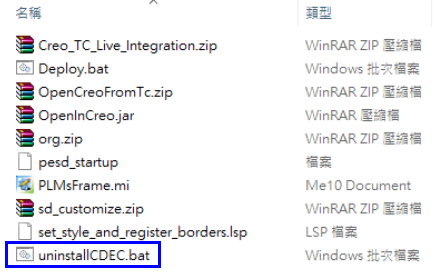 名稱 類型
Creo_TC_Live_Integration.zip WinRAR ZIP 壓縮檔
Deploy.bat Windows 批次檔案
OpenCreoFromTc.zip WinRAR ZIP 壓縮檔
OpenInCreo.jar WinRAR 壓縮檔
org.zip WinRAR ZIP 壓縮檔
pesd_startup 檔案
PLMsFrame.mi Me10 Document
sd_customize.zip WinRAR ZIP 壓縮檔
set_style_and_register_borders.lsp LSP 檔案
uninstallCDEC.bat Windows 批次檔案